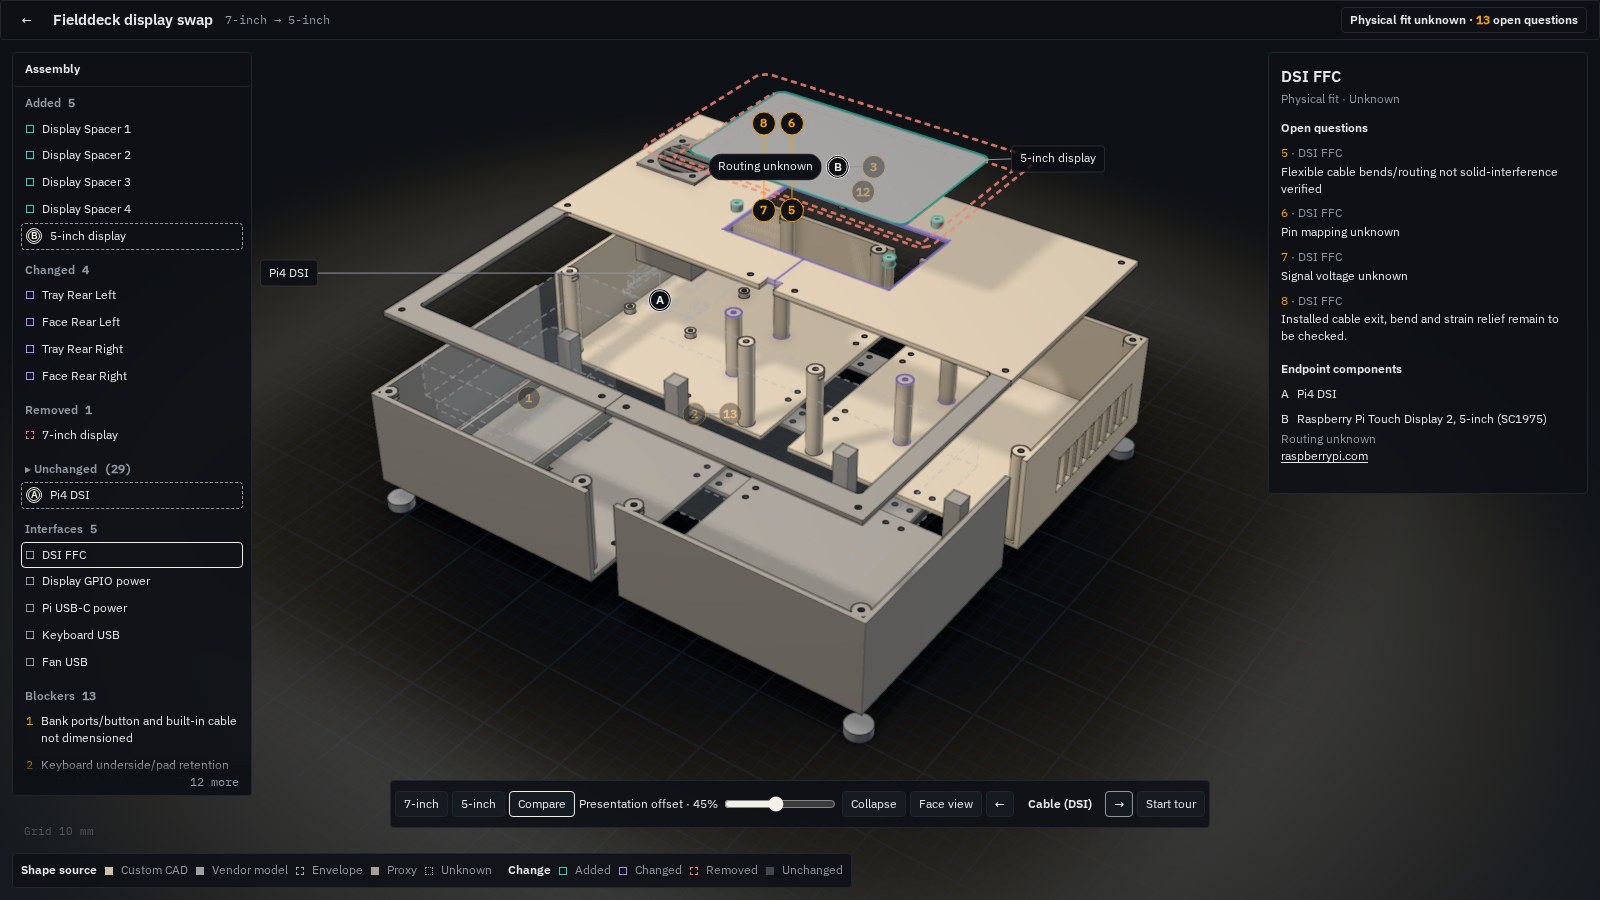 ← Fielddeck display swap 7-inch → 5-inch
Physical fit unknown · 13 open questions
Assembly
Added 5
Display Spacer 1
Display Spacer 2
Display Spacer 3
Display Spacer 4
B 5-inch display
Changed 4
Tray Rear Left
Face Rear Left
Tray Rear Right
Face Rear Right
Removed 1
7-inch display
▸ Unchanged (29)
A Pi4 DSI
Interfaces 5
DSI FFC
Display GPIO power
Pi USB-C power
Keyboard USB
Fan USB
Blockers 13
1 Bank ports/button and built-in cable
not dimensioned
2 Keyboard underside/pad retention
12 more
Grid 10 mm
8 6
Routing unknown B 3
12
7 5
5-inch display
Pi4 DSI
A
1
2 13
DSI FFC
Physical fit · Unknown
Open questions
5 · DSI FFC
Flexible cable bends/routing not solid-interference
verified
6 · DSI FFC
Pin mapping unknown
7 · DSI FFC
Signal voltage unknown
8 · DSI FFC
Installed cable exit, bend and strain relief remain to
be checked.
Endpoint components
A Pi4 DSI
B Raspberry Pi Touch Display 2, 5-inch (SC1975)
Routing unknown
raspberrypi.com
7-inch 5-inch Compare Presentation offset · 45% Collapse Face view ← Cable (DSI) → Start tour
Shape source Custom CAD Vendor model Envelope Proxy Unknown Change Added Changed Removed Unchanged